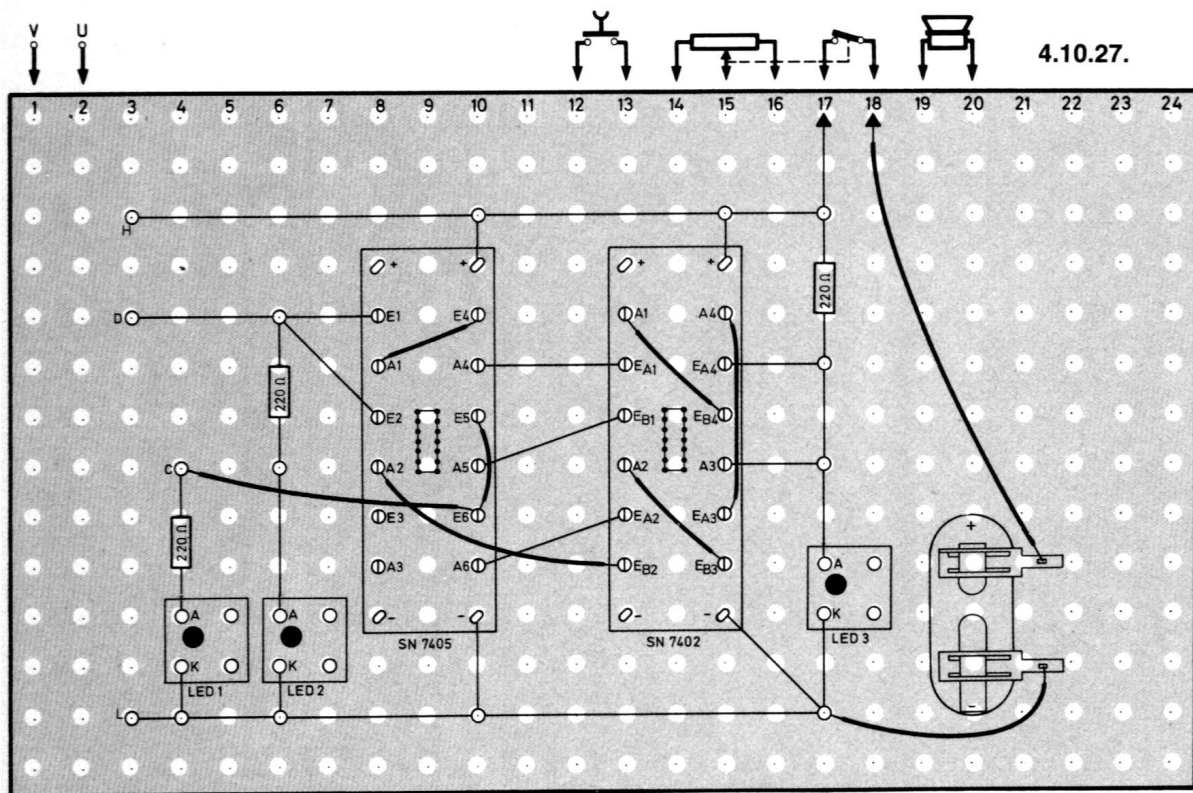 V U
4.10.27.
1 2 3 4 5 6 7 8 9 10 11 12 13 14 15 16 17 18 19 20 21 22 23 24
H
+ + + +
220 Ω
D E1 E4 A1 A4
A1 A4 EA1 EA4
220 Ω
E2 E5 EB1 EB4
C A2 A5 A2 A3
E3 E6 EA2 EA3
220 Ω
+
A3 A6 EB2 EB3 A
A A - - - - K
SN 7405 SN 7402 LED 3
K K
LED 1 LED 2
-
L